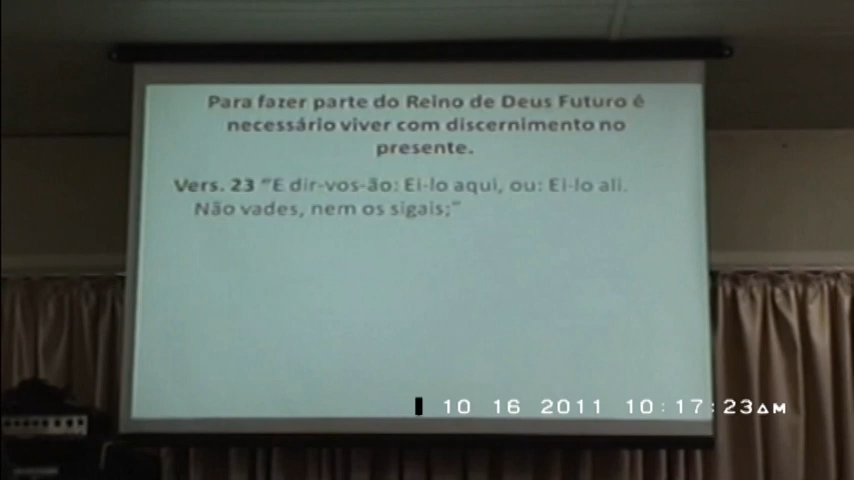 Para fazer parte do Reino de Deus Futuro é
necessário viver com discernimento no
presente.
Vers. 23 "E dir-vos-ão: Ei-lo aqui, ou: Ei-lo ali.
Não vades, nem os sigais;"
10 16 2011 10:17:23AM